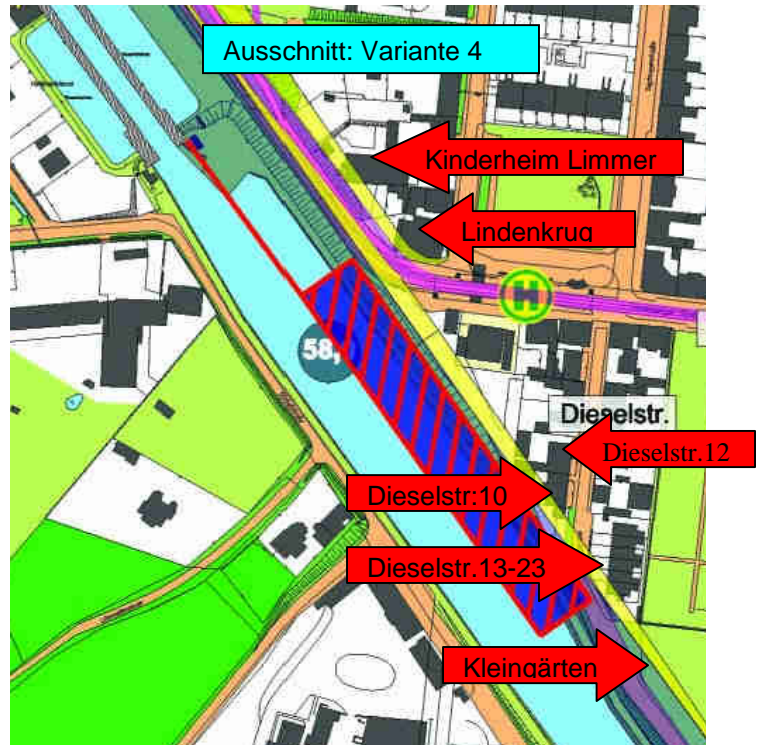 Ausschnitt: Variante 4
Kinderheim Limmer
Lindenkrug
H
58,
Dieselstr.
Dieselstr.12
Dieselstr:10
Dieselstr.13-23
Kleingärten